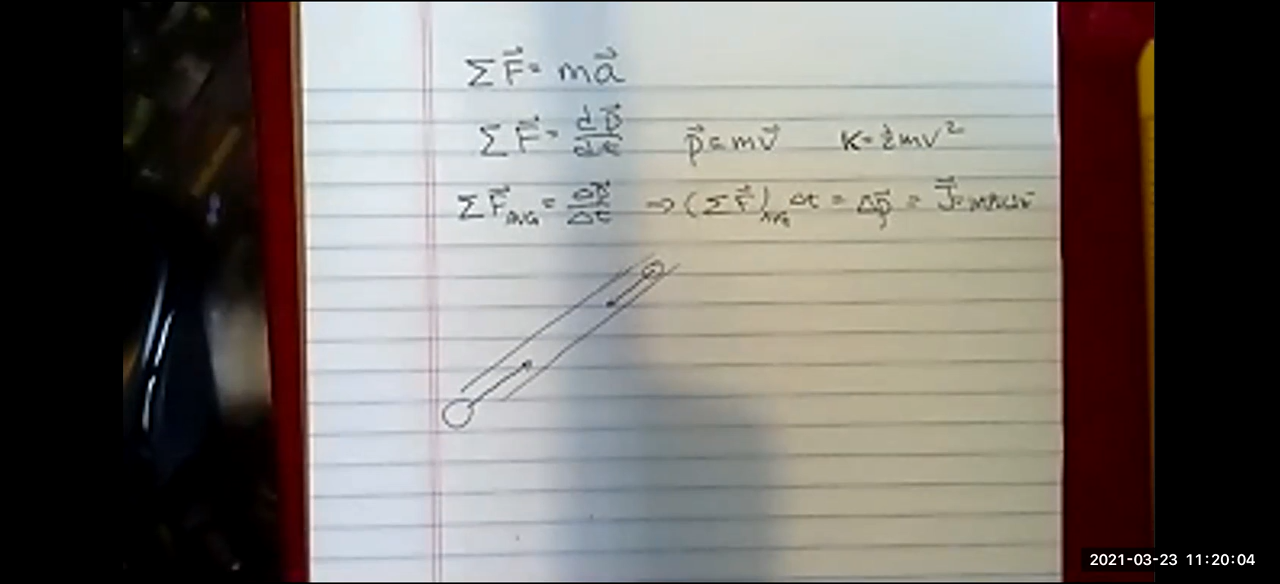 ΣF⃗ = ma⃗
ΣF⃗ = dp⃗/dt p⃗ = mv⃗ K = ½mv²
ΣF⃗AVG = Δp⃗/Δt → (ΣF⃗)AVG Δt = Δp⃗ = J⃗ =
2021-03-23 11:20:04